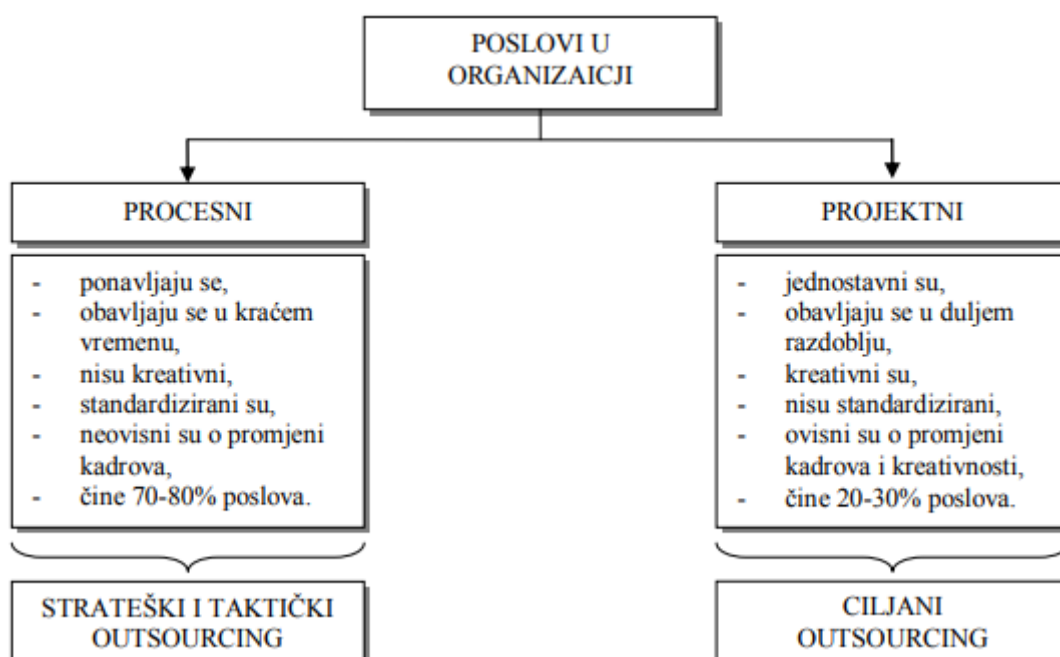 POSLOVI U
ORGANIZAICJI
PROCESNI
- ponavljaju se,
- obavljaju se u kraćem
vremenu,
- nisu kreativni,
- standardizirani su,
- neovisni su o promjeni
kadrova,
- čine 70-80% poslova.
STRATEŠKI I TAKTIČKI
OUTSOURCING
PROJEKTNI
- jednostavni su,
- obavljaju se u duljem
razdoblju,
- kreativni su,
- nisu standardizirani,
- ovisni su o promjeni
kadrova i kreativnosti,
- čine 20-30% poslova.
CILJANI
OUTSOURCING